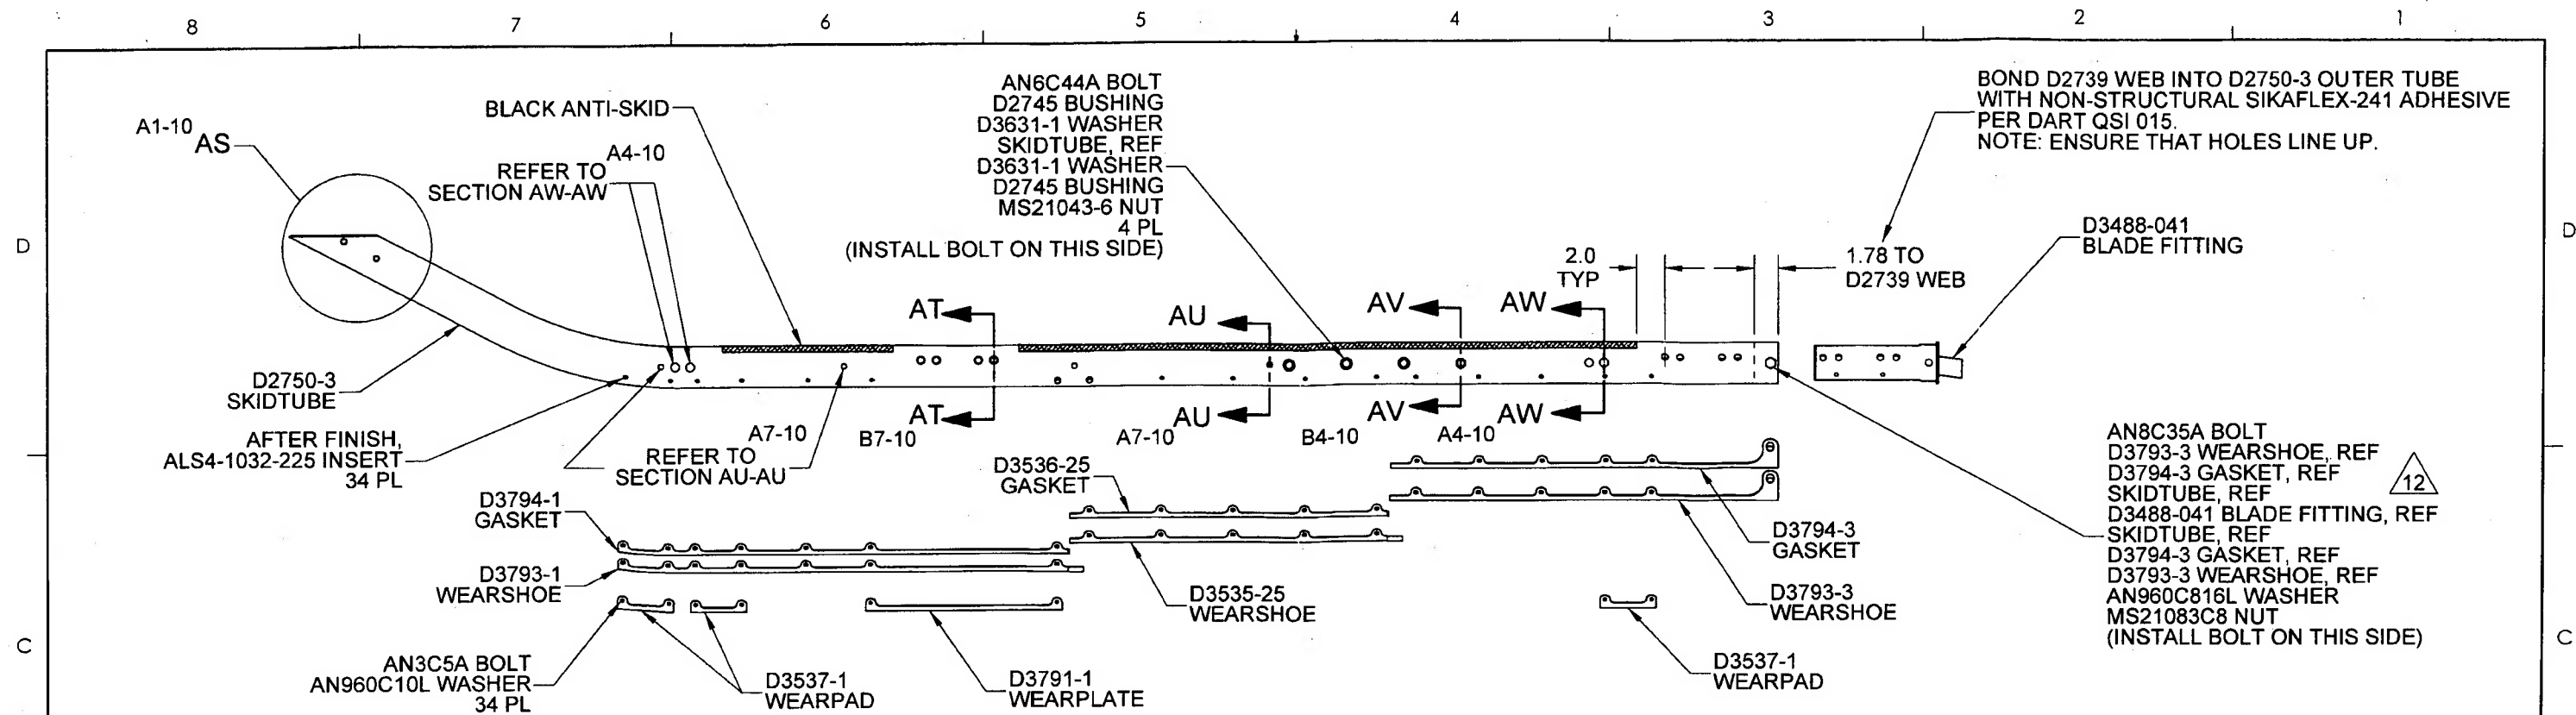 8 7 6 5 4 3 2 1
A1-10
AS
BLACK ANTI-SKID
A4-10
REFER TO
SECTION AW-AW
AN6C44A BOLT
D2745 BUSHING
D3631-1 WASHER
SKIDTUBE, REF
D3631-1 WASHER
D2745 BUSHING
MS21043-6 NUT
4 PL
(INSTALL BOLT ON THIS SIDE)
BOND D2739 WEB INTO D2750-3 OUTER TUBE
WITH NON-STRUCTURAL SIKAFLEX-241 ADHESIVE
PER DART QSI 015.
NOTE: ENSURE THAT HOLES LINE UP.
D
D
2.0
TYP
1.78 TO
D2739 WEB
D3488-041
BLADE FITTING
AT
AU
AV
AW
D2750-3
SKIDTUBE
AT
AU
AV
AW
AFTER FINISH,
ALS4-1032-225 INSERT
34 PL
REFER TO
SECTION AU-AU
A7-10
B7-10
A7-10
B4-10
A4-10
D3794-1
GASKET
D3536-25
GASKET
D3793-1
WEARSHOE
D3535-25
WEARSHOE
D3794-3
GASKET
D3793-3
WEARSHOE
AN8C35A BOLT
D3793-3 WEARSHOE, REF
D3794-3 GASKET, REF
SKIDTUBE, REF
D3488-041 BLADE FITTING, REF
SKIDTUBE, REF
D3794-3 GASKET, REF
D3793-3 WEARSHOE, REF
AN960C816L WASHER
MS21083C8 NUT
(INSTALL BOLT ON THIS SIDE)
12
C
C
AN3C5A BOLT
AN960C10L WASHER
34 PL
D3537-1
WEARPAD
D3791-1
WEARPLATE
D3537-1
WEARPAD